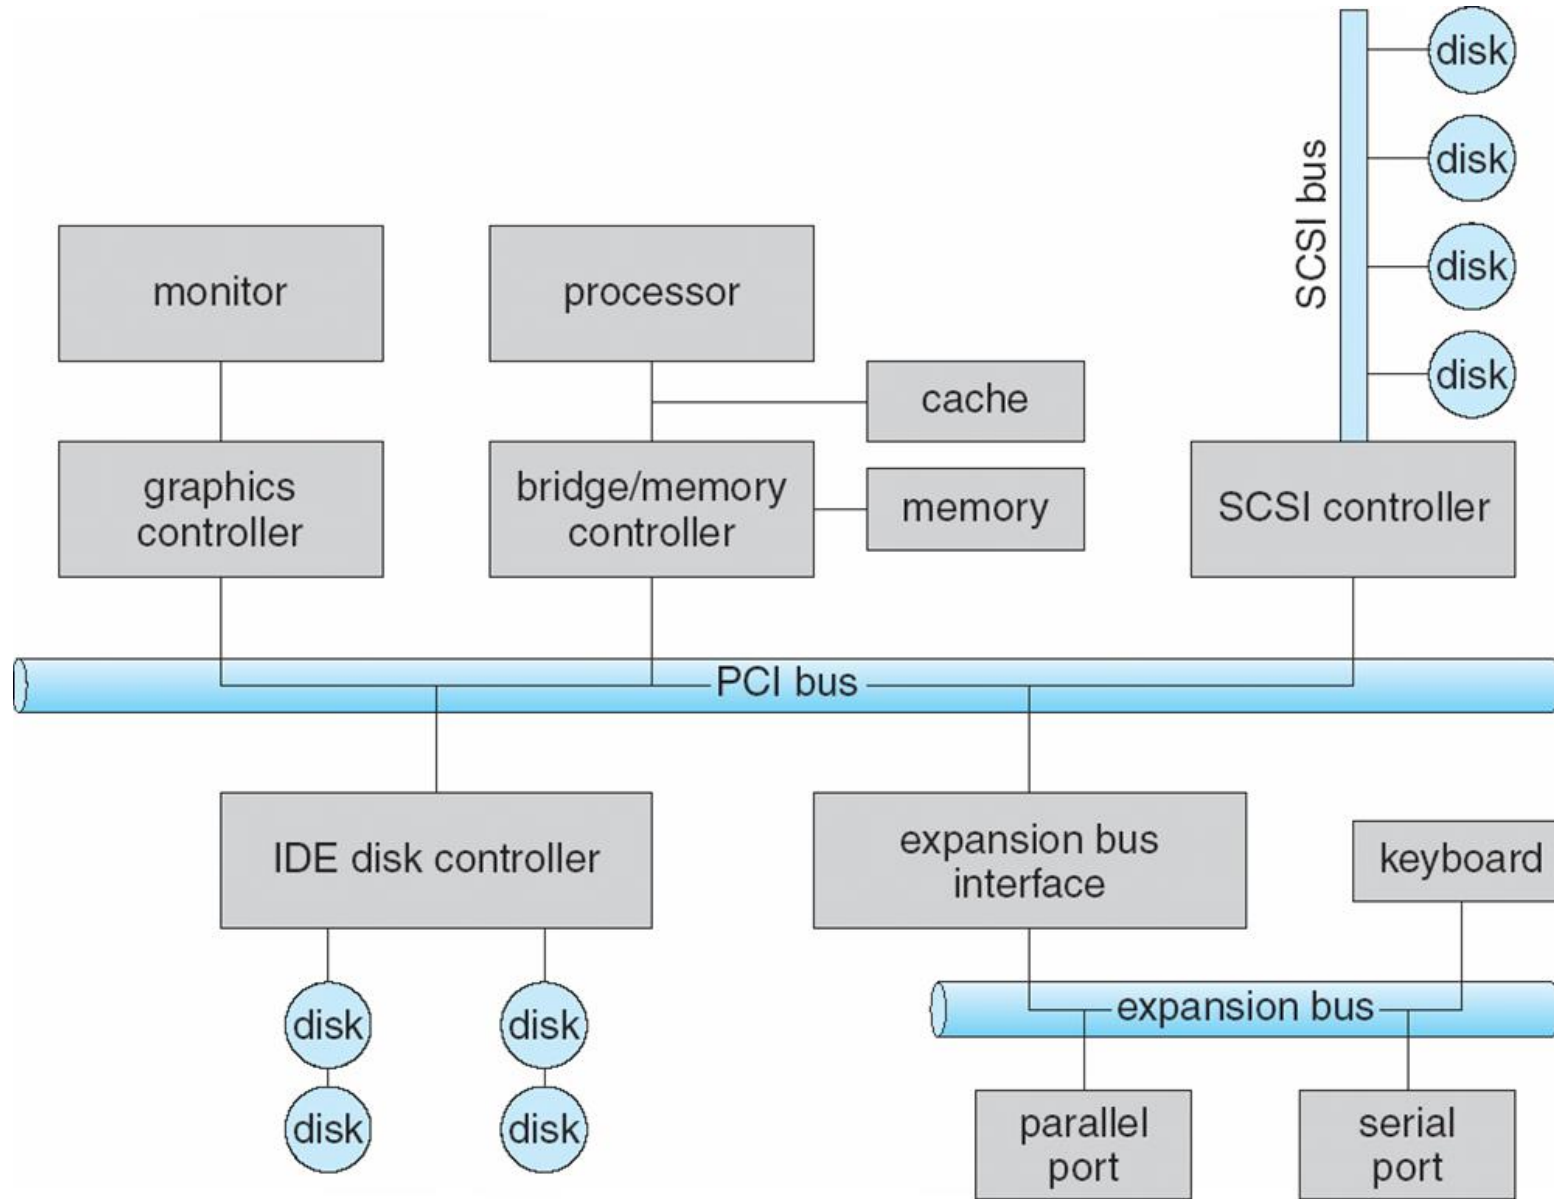 disk
disk
SCSI bus
disk
disk
monitor
processor
cache
graphics
controller
bridge/memory
controller
memory
SCSI controller
PCI bus
IDE disk controller
expansion bus
interface
keyboard
disk
disk
expansion bus
disk
disk
parallel
port
serial
port